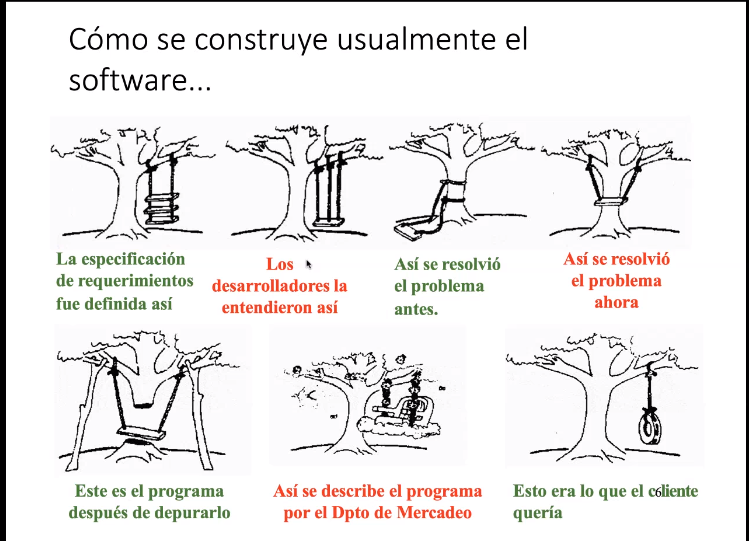 Cómo se construye usualmente el
software...
La especificación
de requerimientos
fue definida así
Los
desarrolladores la
entendieron así
Así se resolvió
el problema
antes.
Así se resolvió
el problema
ahora
Este es el programa
después de depurarlo
Así se describe el programa
por el Dpto de Mercadeo
Esto era lo que el cliente
quería
6